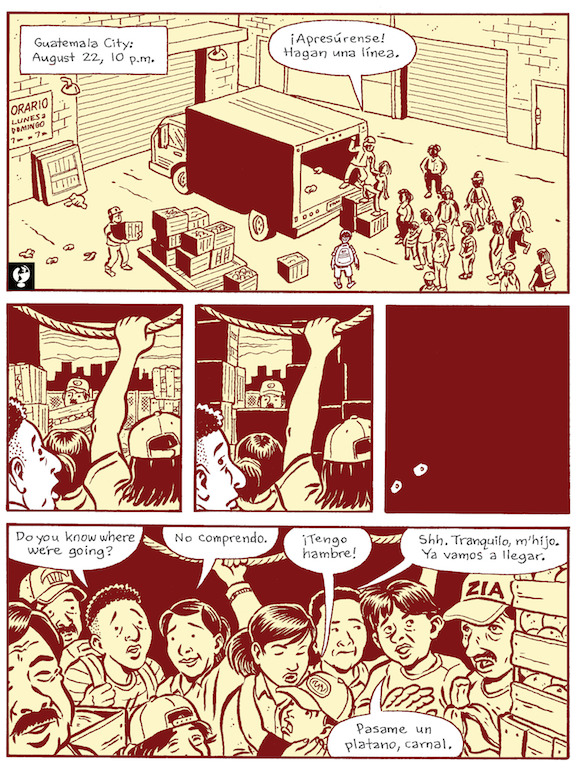 Guatemala City:
August 22, 10 p.m.
¡Apresúrense!
Hagan una línea.
ORARIO
LUNES a
DOMINGO
Do you know where
we're going?
No comprendo.
¡Tengo
hambre!
Shh. Tranquilo, m'hijo.
Ya vamos a llegar.
ZIA
Pasame un
platano, carnal.